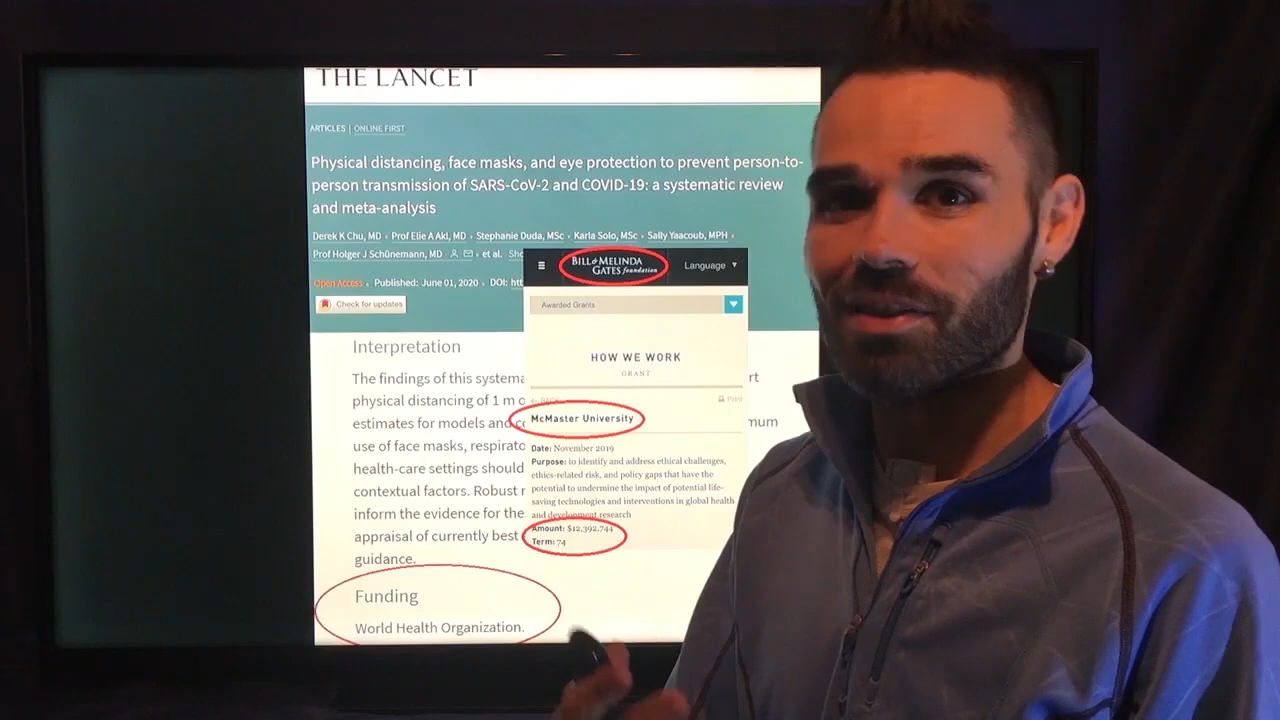 THE LANCET
ARTICLES | ONLINE FIRST
Physical distancing, face masks, and eye protection to prevent person-to-
person transmission of SARS-CoV-2 and COVID-19: a systematic review
and meta-analysis
Derek K Chu, MD • Prof Elie A Akl, MD • Stephanie Duda, MSc • Karla Solo, MSc • Sally Yaacoub, MPH •
Prof Holger J Schünemann, MD • et al.
Open Access • Published: June 01, 2020 • DOI:
Check for updates
Interpretation
The findings of this
physical distancing of 1 m
estimates for models and
use of face masks,
health-care settings should
contextual factors. Robust
inform the evidence for the
appraisal of currently best
guidance.
Funding
World Health Organization.
BILL & MELINDA
GATES foundation
Language
Awarded Grants
HOW WE WORK
GRANT
← BACK
Print
McMaster University
Date: November 2019
Purpose: to identify and address ethical challenges,
ethics-related risk, and policy gaps that have the
potential to undermine the impact of potential life-
saving technologies and interventions in global health
and development research
Amount: $12,392,744
Term: 74